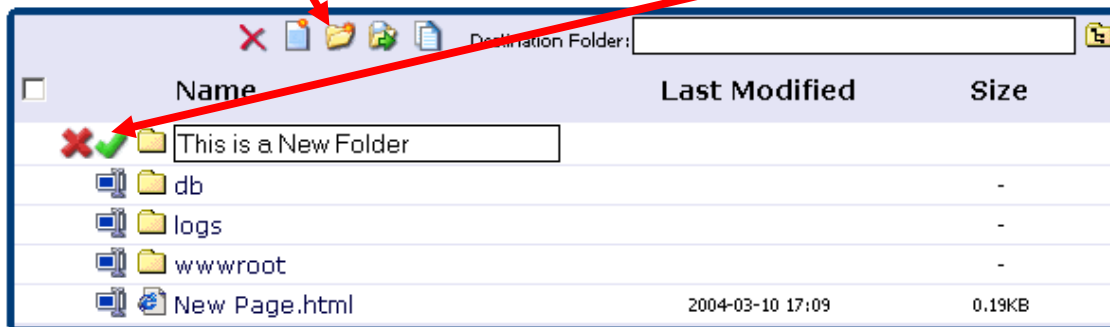 Destination Folder:
Name Last Modified Size
This is a New Folder
db -
logs -
wwwroot -
New Page.html 2004-03-10 17:09 0.19KB